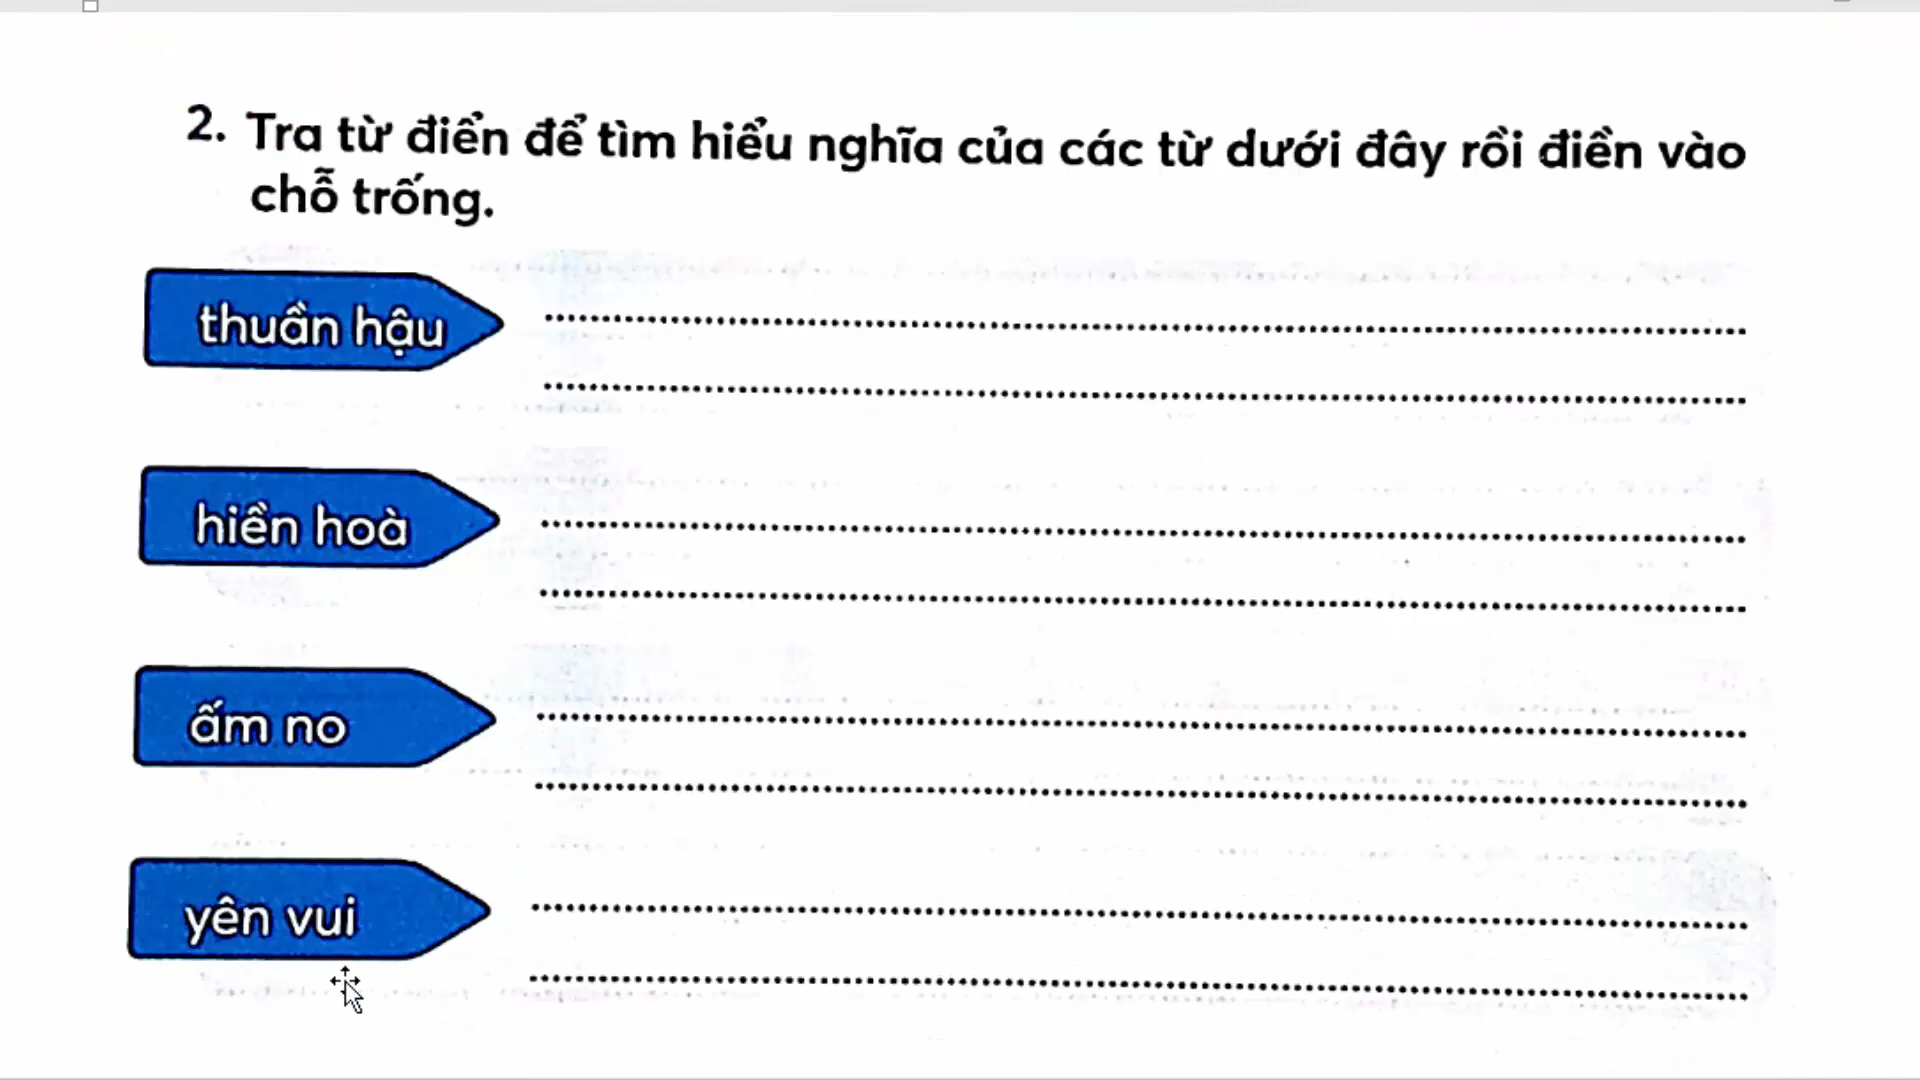 2. Tra từ điển để tìm hiểu nghĩa của các từ dưới đây rồi điền vào
chỗ trống.
thuần hậu
hiền hoà
ấm no
yên vui